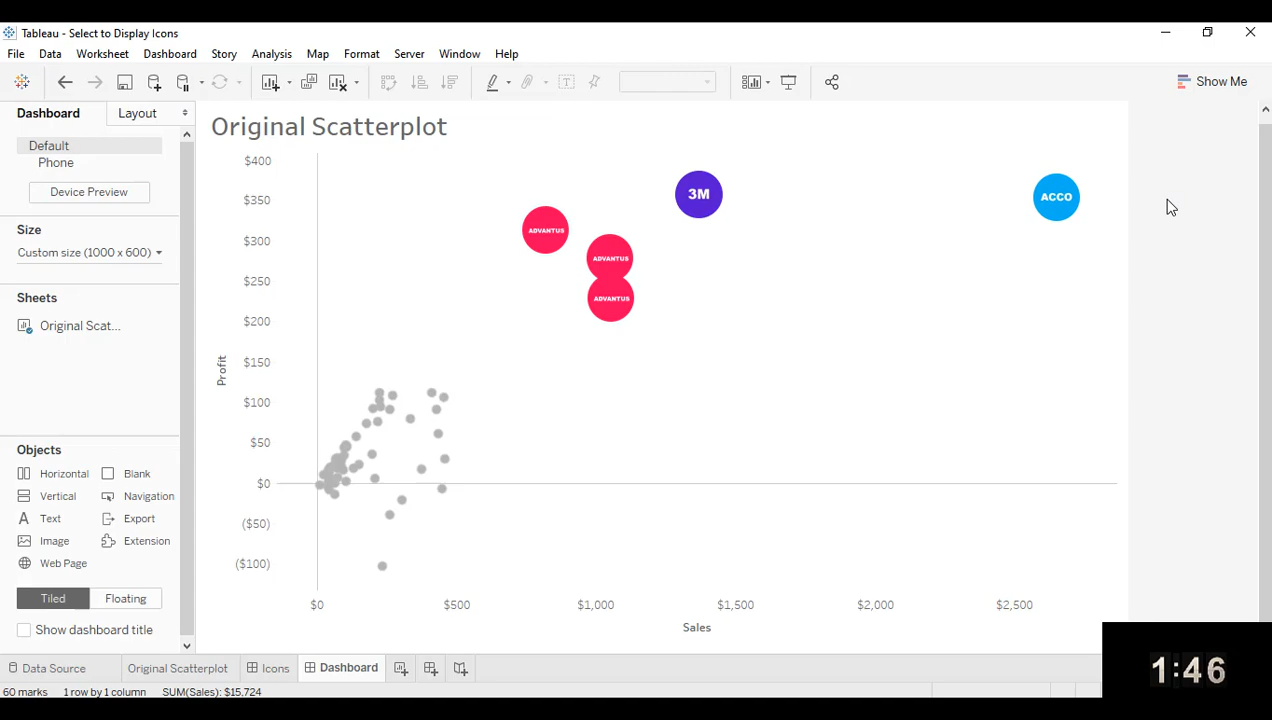 Tableau - Select to Display Icons
File Data Worksheet Dashboard Story Analysis Map Format Server Window Help
Show Me
Dashboard Layout
Default
Phone
Device Preview
Size
Custom size (1000 x 600)
Sheets
Original Scat...
Objects
Horizontal Blank
Vertical Navigation
Text Export
Image Extension
Web Page
Tiled Floating
Show dashboard title
Original Scatterplot
$400
$350
$300
$250
$200
$150
$100
$50
$0
($50)
($100)
Profit
3M
ACCO
ADVANTUS
ADVANTUS
ADVANTUS
$0 $500 $1,000 $1,500 $2,000 $2,500
Sales
Data Source Original Scatterplot Icons Dashboard
60 marks 1 row by 1 column SUM(Sales): $15,724
1:46